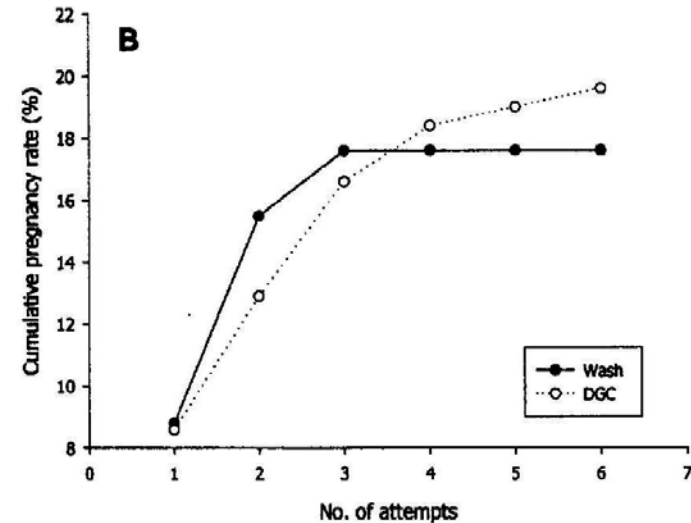 B
Cumulative pregnancy rate (%)
22
20
18
16
14
12
10
8
0 1 2 3 4 5 6 7
No. of attempts
Wash
DGC